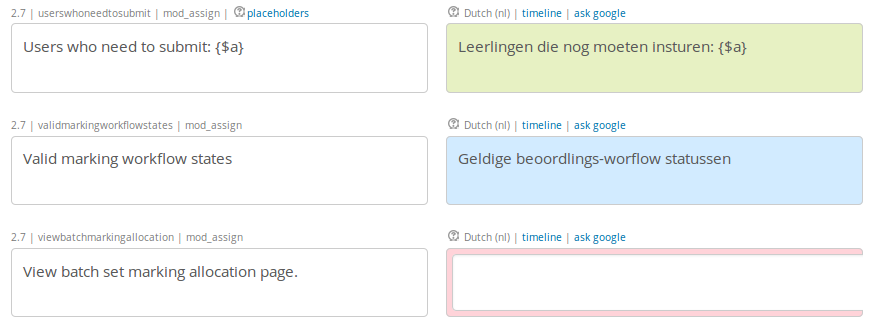 2.7 | userswhoneedtosubmit | mod_assign | placeholders
Dutch (nl) | timeline | ask google
Users who need to submit: {$a}
Leerlingen die nog moeten insturen: {$a}
2.7 | validmarkingworkflowstates | mod_assign
Dutch (nl) | timeline | ask google
Valid marking workflow states
Geldige beoordlings-worflow statussen
2.7 | viewbatchmarkingallocation | mod_assign
Dutch (nl) | timeline | ask google
View batch set marking allocation page.